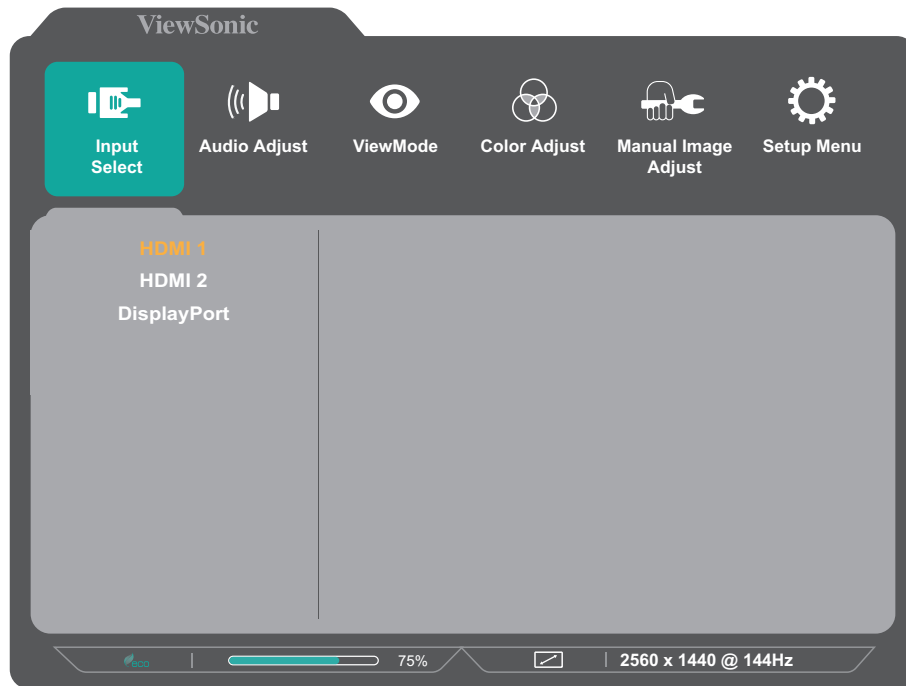 ViewSonic
Input
Select
Audio Adjust
ViewMode
Color Adjust
Manual Image
Adjust
Setup Menu
HDMI 1
HDMI 2
DisplayPort
eco
75%
2560 x 1440 @ 144Hz